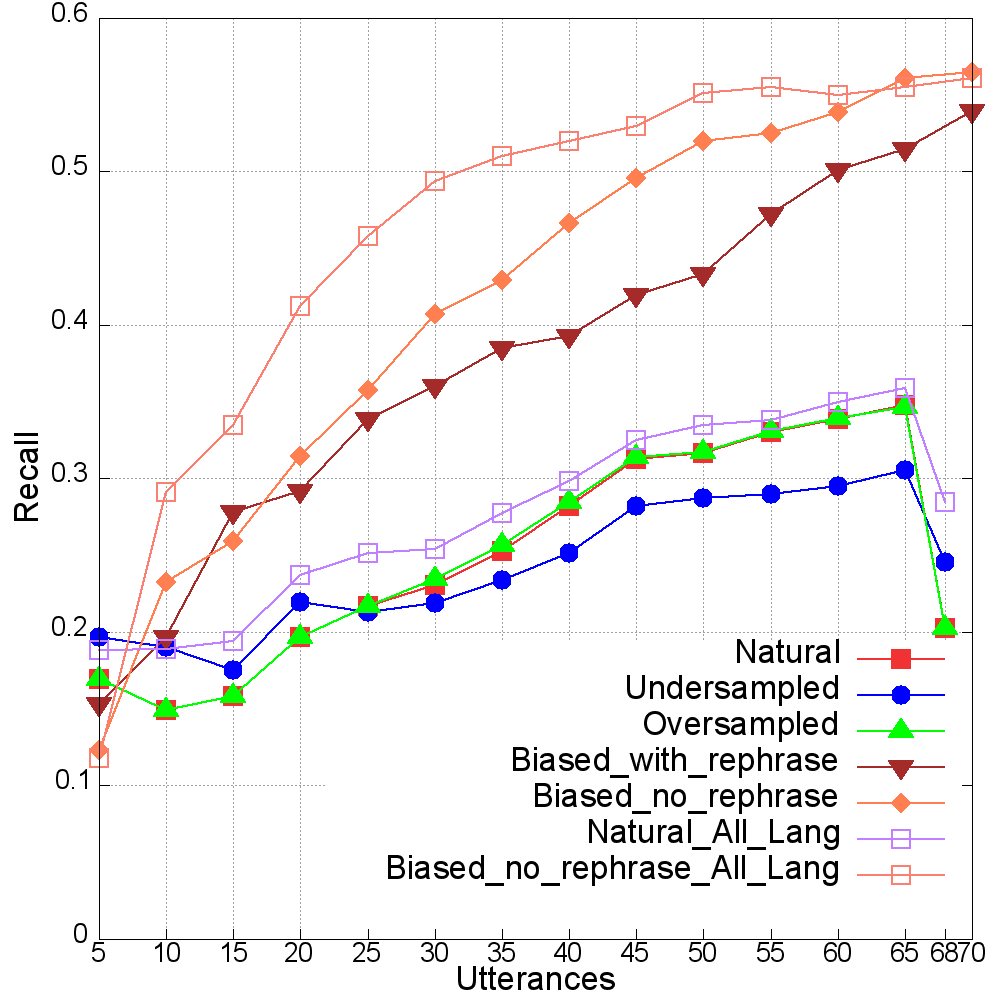 0.6
0.5
0.4
0.3
0.2
0.1
0
Recall
Natural
Undersampled
Oversampled
Biased_with_rephrase
Biased_no_rephrase
Natural_All_Lang
Biased_no_rephrase_All_Lang
5 10 15 20 25 30 35 40 45 50 55 60 65 68 70
Utterances